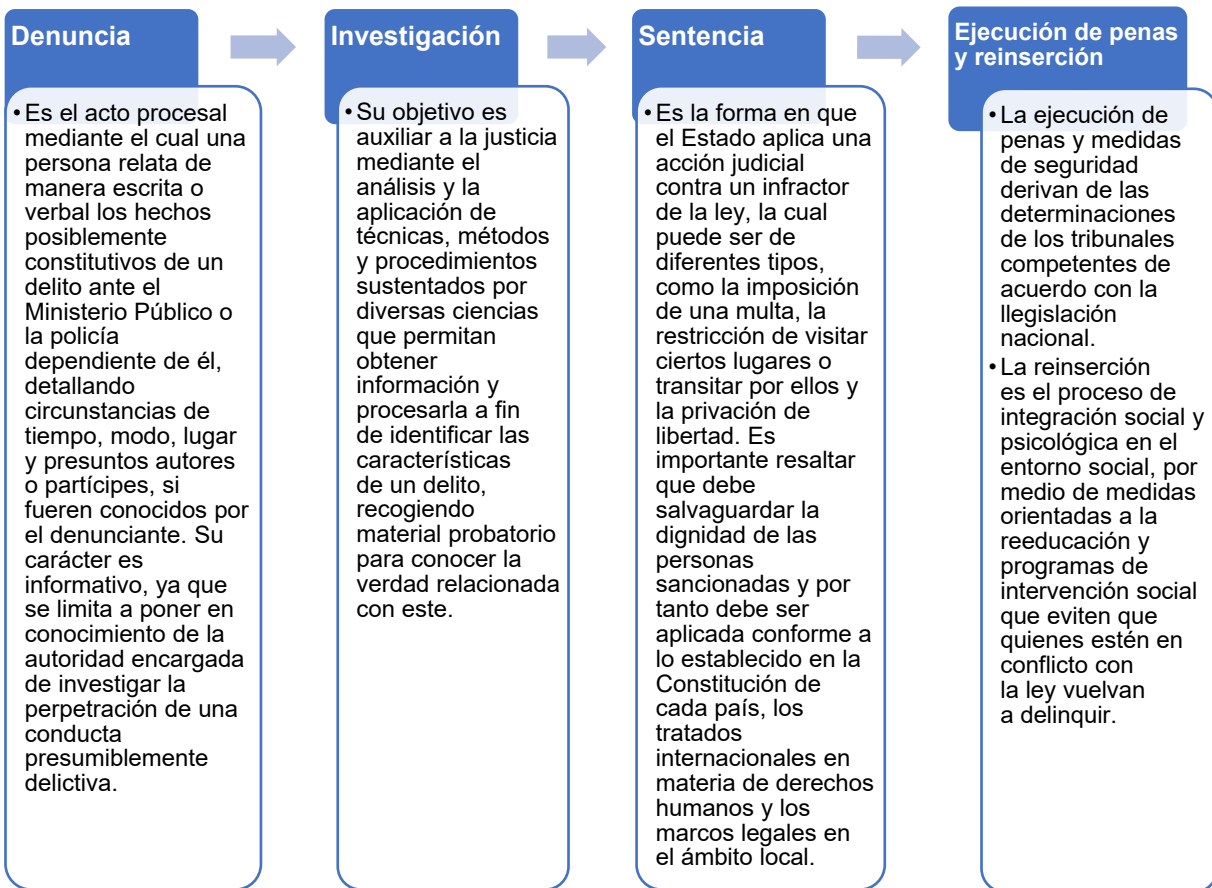 Denuncia
• Es el acto procesal
mediante el cual una
persona relata de
manera escrita o
verbal los hechos
posiblemente
constitutivos de un
delito ante el
Ministerio Público o
la policía
dependiente de él,
detallando
circunstancias de
tiempo, modo, lugar
y presuntos autores
o partícipes, si
fueren conocidos por
el denunciante. Su
carácter es
informativo, ya que
se limita a poner en
conocimiento de la
autoridad encargada
de investigar la
perpetración de una
conducta
presumiblemente
delictiva.
Investigación
• Su objetivo es
auxiliar a la justicia
mediante el
análisis y la
aplicación de
técnicas, métodos
y procedimientos
sustentados por
diversas ciencias
que permitan
obtener
información y
procesarla a fin
de identificar las
características
de un delito,
recogiendo
material probatorio
para conocer la
verdad relacionada
con este.
Sentencia
• Es la forma en que
el Estado aplica una
acción judicial
contra un infractor
de la ley, la cual
puede ser de
diferentes tipos,
como la imposición
de una multa, la
restricción de visitar
ciertos lugares o
transitar por ellos y
la privación de
libertad. Es
importante resaltar
que debe
salvaguardar la
dignidad de las
personas
sancionadas y por
tanto debe ser
aplicada conforme a
lo establecido en la
Constitución de
cada país, los
tratados
internacionales en
materia de derechos
humanos y los
marcos legales en
el ámbito local.
Ejecución de penas
y reinserción
• La ejecución de
penas y medidas
de seguridad
derivan de las
determinaciones
de los tribunales
competentes de
acuerdo con la
llegislación
nacional.
• La reinserción
es el proceso de
integración social y
psicológica en el
entorno social, por
medio de medidas
orientadas a la
reeducación y
programas de
intervención social
que eviten que
quienes estén en
conflicto con
la ley vuelvan
a delinquir.